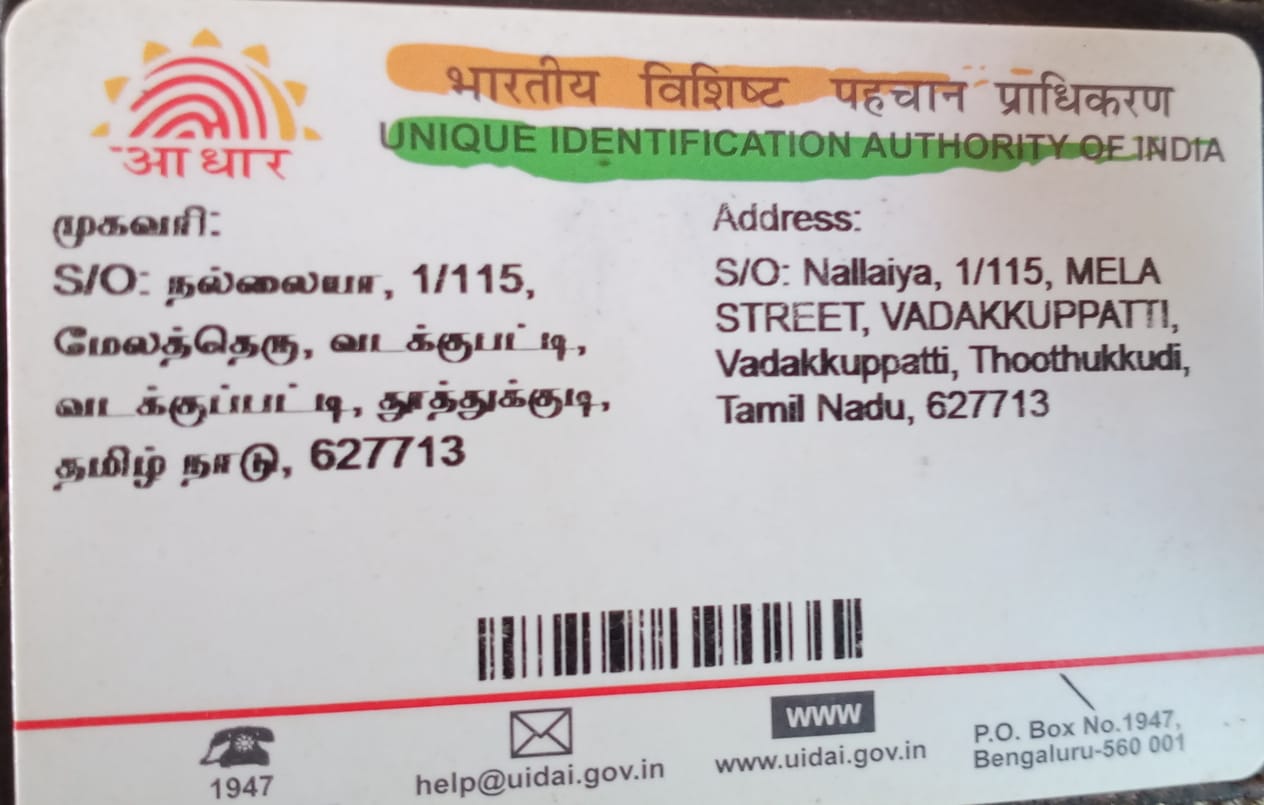 भारतीय विशिष्ट पहचान प्राधिकरण
UNIQUE IDENTIFICATION AUTHORITY OF INDIA
आधार
முகவரி:
S/O: நல்லையா, 1/115,
மேலத்தெரு, வடக்குபட்டி,
வடக்குப்பட்டி, தூத்துக்குடி,
தமிழ் நாடு, 627713
Address:
S/O: Nallaiya, 1/115, MELA
STREET, VADAKKUPPATTI,
Vadakkuppatti, Thoothukkudi,
Tamil Nadu, 627713
1947
help@uidai.gov.in
WWW
www.uidai.gov.in
P.O. Box No.1947,
Bengaluru-560 001